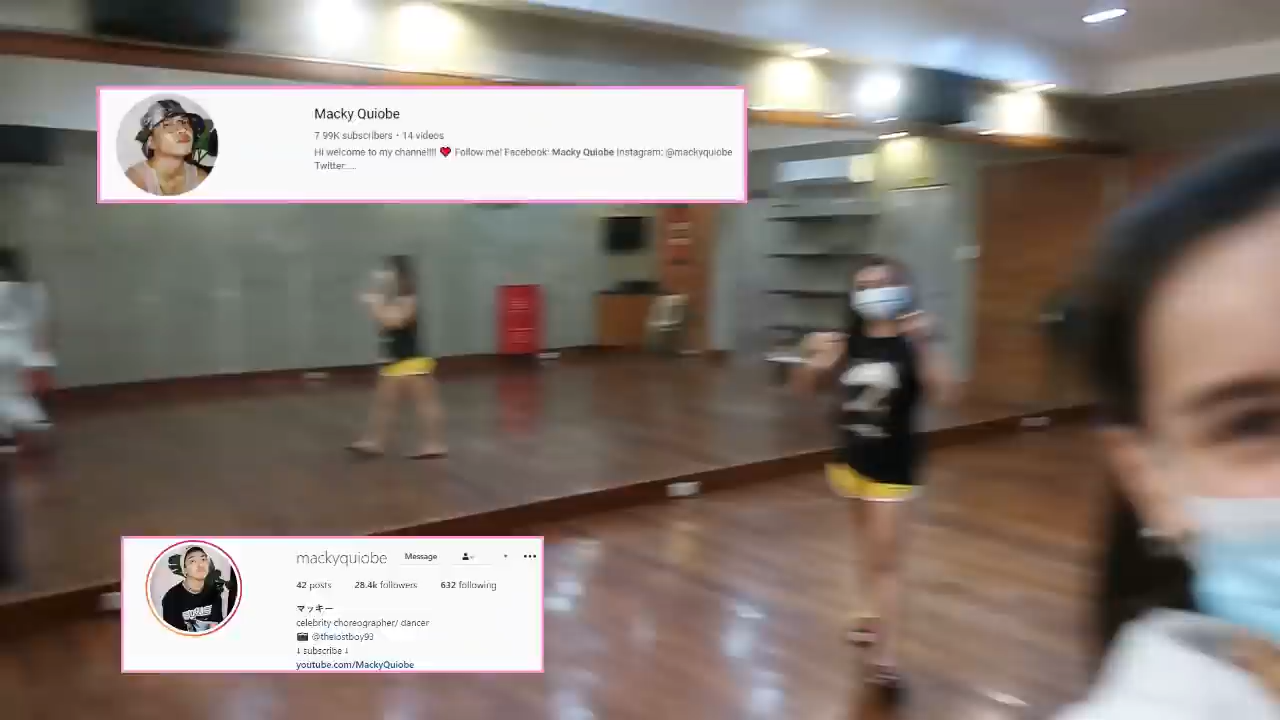 Macky Quiobe
7.99K subscribers • 14 videos
Hi welcome to my channel!!! ❤️ Follow me! Facebook: Macky Quiobe Instagram: @mackyquiobe
Twitter:....
2
mackyquiobe Message
42 posts 28.4k followers 632 following
マッキー
celebrity choreographer/ dancer
📷 @thelostboy93
↓ subscribe ↓
youtube.com/MackyQuiobe